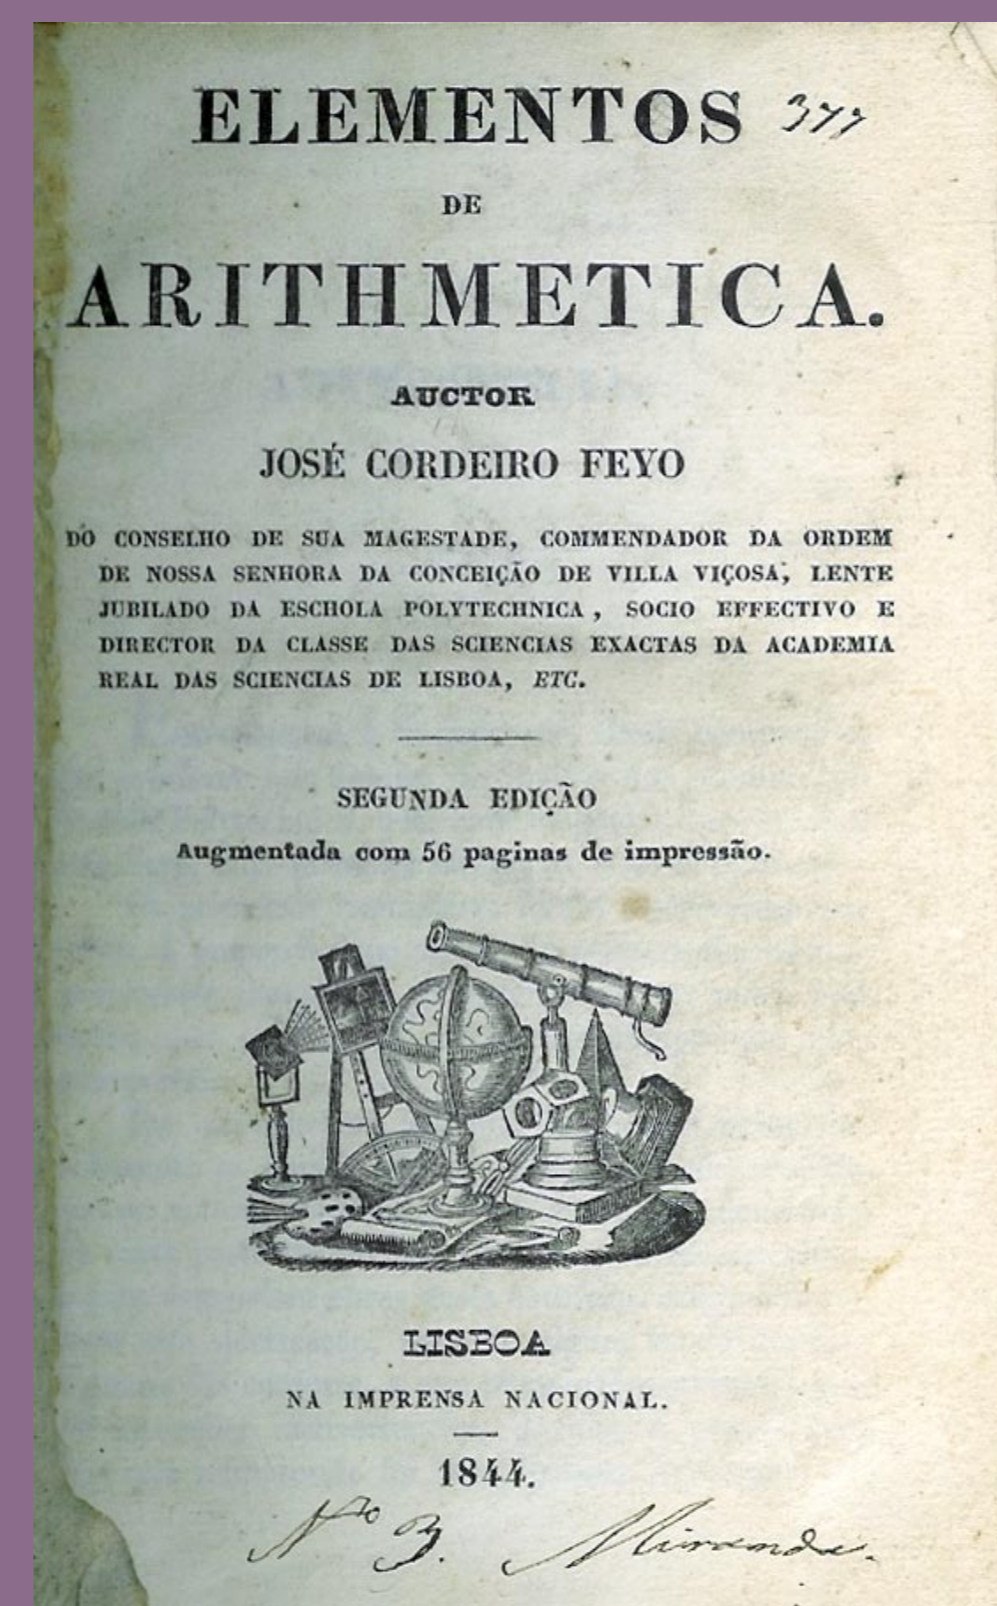 ELEMENTOS 377
DE
ARITHMETICA.
AUCTOR
JOSÉ CORDEIRO FEYO
DO CONSELHO DE SUA MAGESTADE, COMMENDADOR DA ORDEM
DE NOSSA SENHORA DA CONCEIÇÃO DE VILLA VIÇOSA, LENTE
JUBILADO DA ESCHOLA POLYTECHNICA, SOCIO EFFECTIVO E
DIRECTOR DA CLASSE DAS SCIENCIAS EXACTAS DA ACADEMIA
REAL DAS SCIENCIAS DE LISBOA, ETC.
SEGUNDA EDIÇÃO
Augmentada com 56 paginas de impressão.
LISBOA
NA IMPRENSA NACIONAL.
1844.
Nº 3. Miranda.